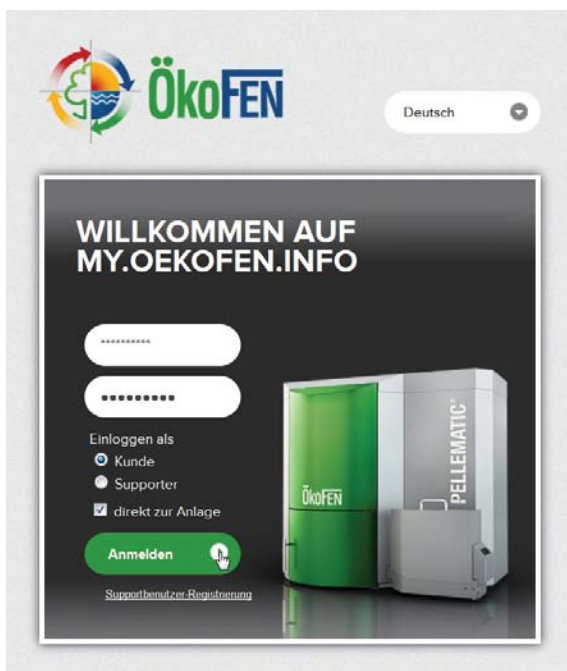 ÖkoFEN
Deutsch
WILLKOMMEN AUF
MY.OEKOFEN.INFO
**********
•••••••••
Einloggen als
Kunde
Supporter
direkt zur Anlage
Anmelden
Supportbenutzer-Registrierung
ÖkoFEN
PELLEMATIC®